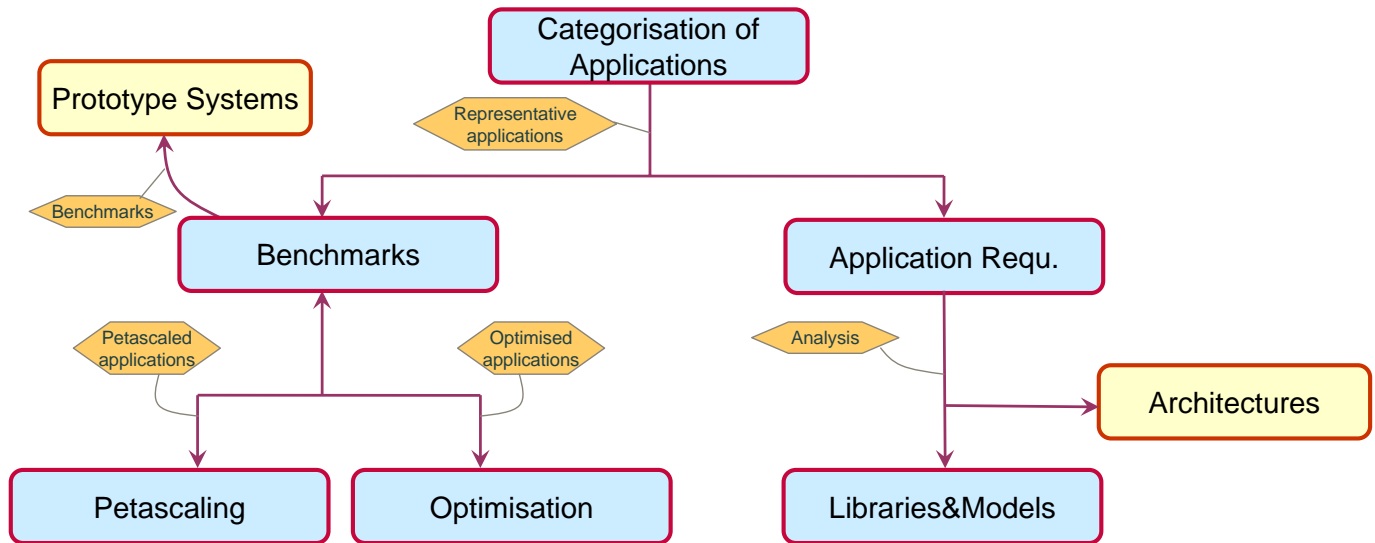 Categorisation of
Applications
Prototype Systems
Representative
applications
Benchmarks
Benchmarks
Application Requ.
Petascaled
applications
Optimised
applications
Analysis
Architectures
Petascaling
Optimisation
Libraries&Models